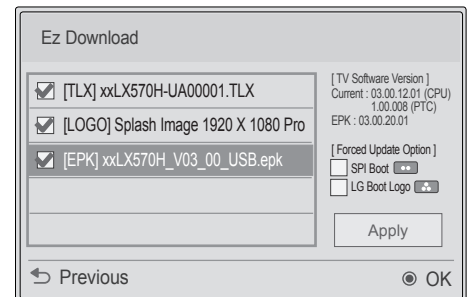 Ez Download
[TLX] xxLX570H-UA00001.TLX
[LOGO] Splash Image 1920 X 1080 Pro
[EPK] xxLX570H_V03_00_USB.epk
[ TV Software Version ]
Current : 03.00.12.01 (CPU)
1.00.008 (PTC)
EPK : 03.00.20.01
[ Forced Update Option ]
SPI Boot
LG Boot Logo
Apply
Previous
OK